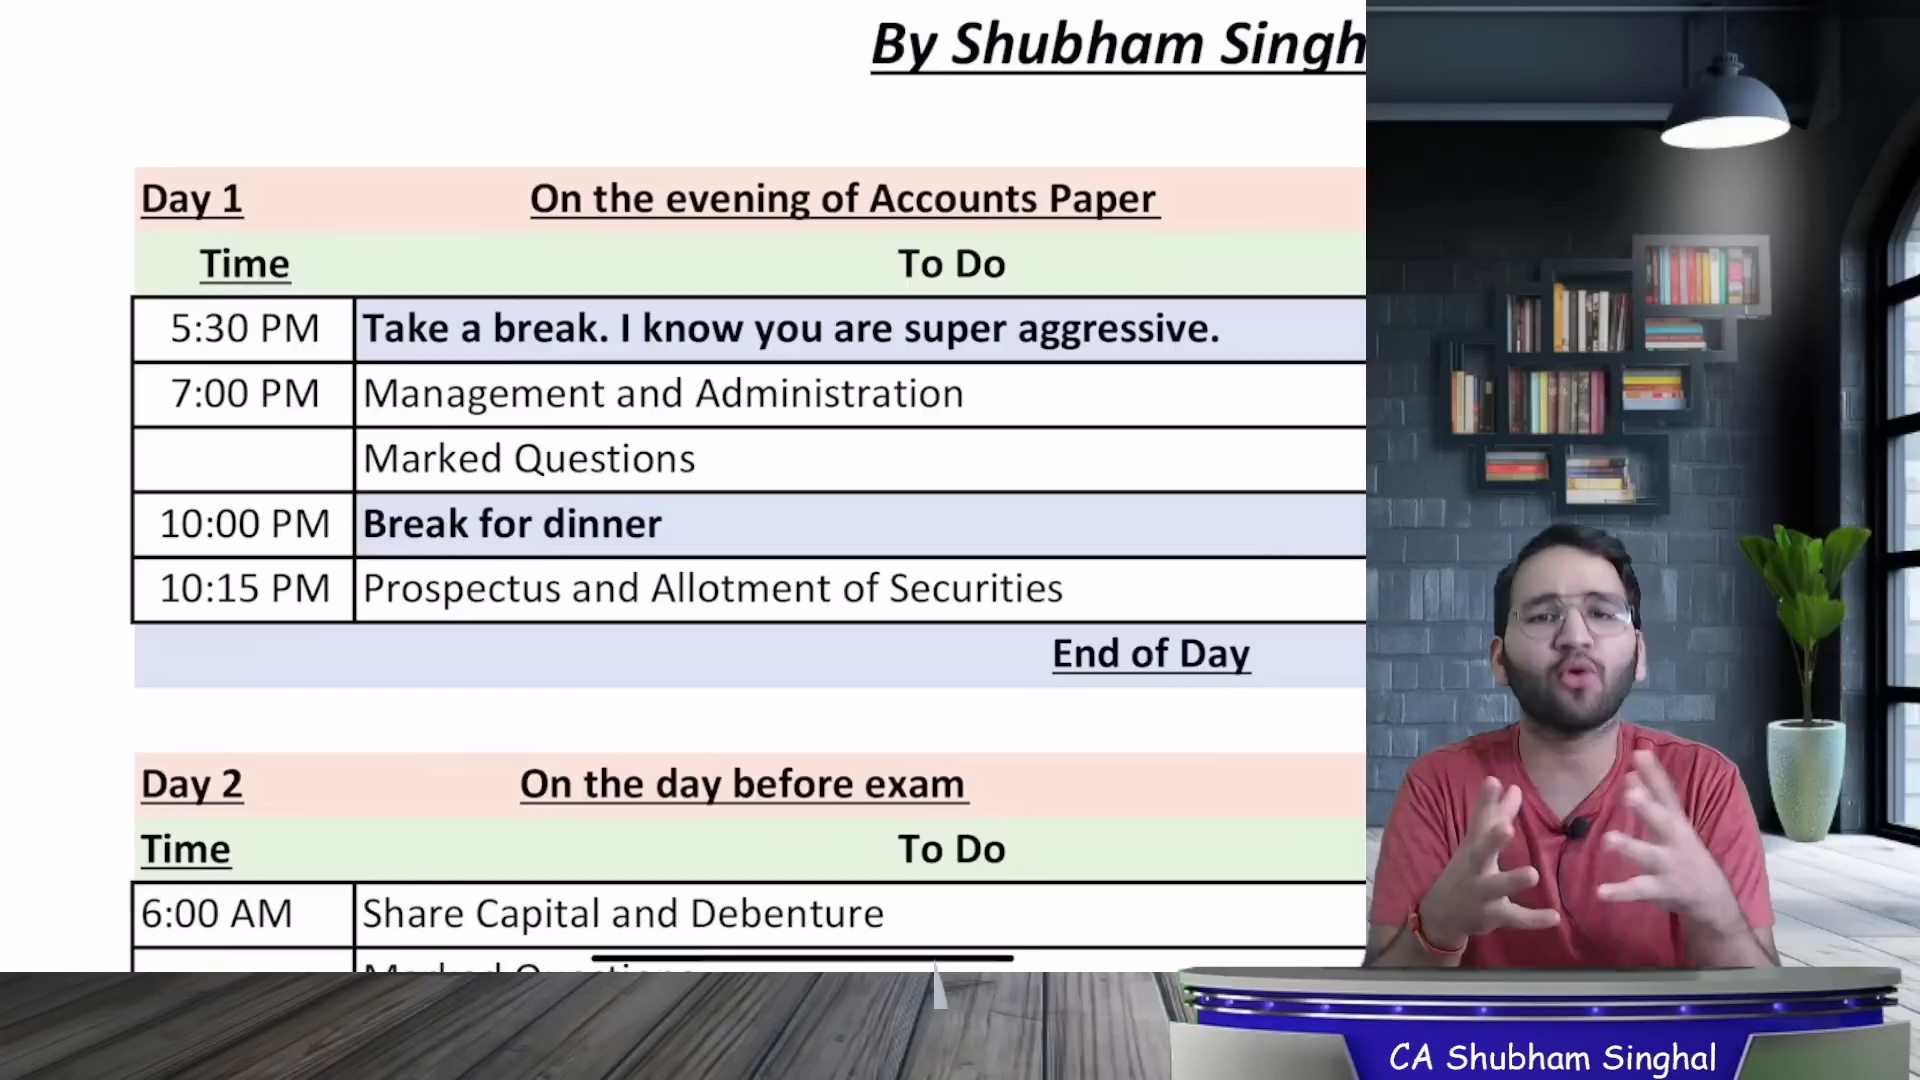 By Shubham Singh
Day 1 On the evening of Accounts Paper
Time To Do
5:30 PM Take a break. I know you are super aggressive.
7:00 PM Management and Administration
Marked Questions
10:00 PM Break for dinner
10:15 PM Prospectus and Allotment of Securities
End of Day
Day 2 On the day before exam
Time To Do
6:00 AM Share Capital and Debenture
Marked Questions
CA Shubham Singhal